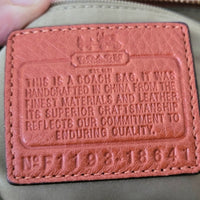 COACH
THIS IS A COACH BAG. IT WAS
HANDCRAFTED IN CHINA FROM THE
FINEST MATERIALS AND LEATHER
ITS SUPERIOR CRAFTSMANSHIP
REFLECTS OUR COMMITMENT TO
ENDURING QUALITY.
Nº F1193-18641